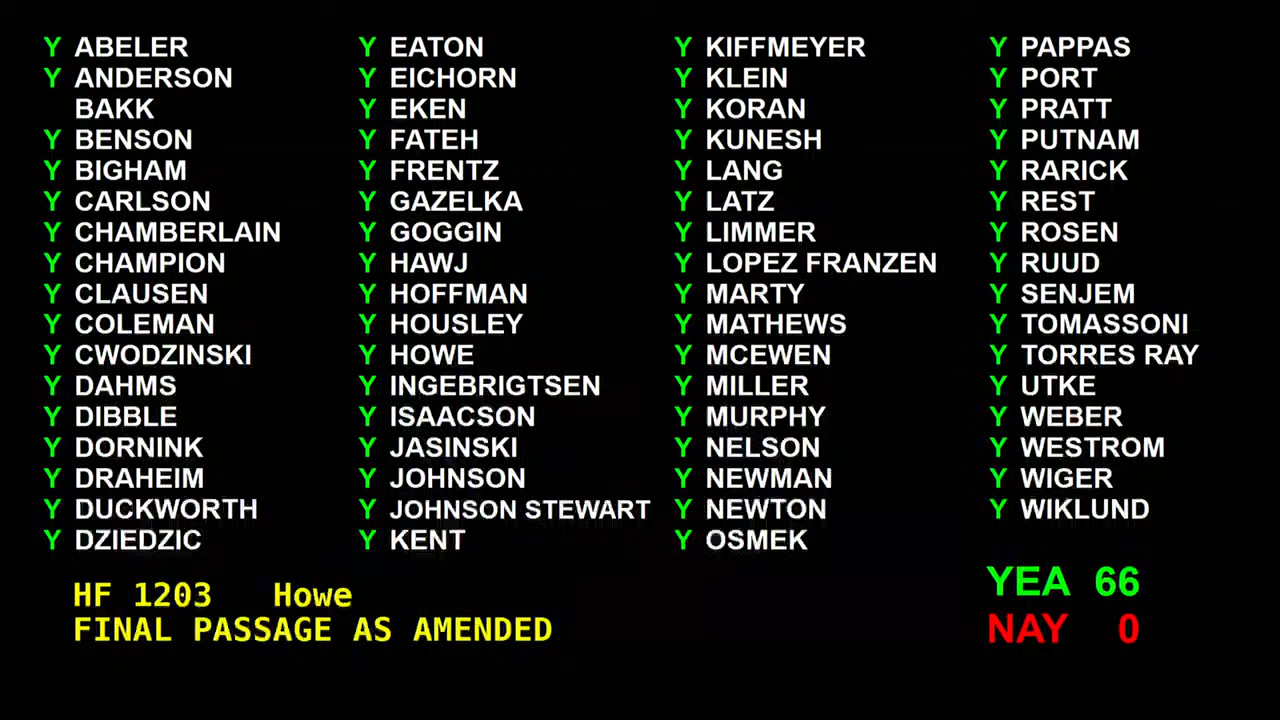 Y ABELER
Y ANDERSON
BAKK
Y BENSON
Y BIGHAM
Y CARLSON
Y CHAMBERLAIN
Y CHAMPION
Y CLAUSEN
Y COLEMAN
Y CWODZINSKI
Y DAHMS
Y DIBBLE
Y DORNINK
Y DRAHEIM
Y DUCKWORTH
Y DZIEDZIC
Y EATON
Y EICHORN
Y EKEN
Y FATEH
Y FRENTZ
Y GAZELKA
Y GOGGIN
Y HAWJ
Y HOFFMAN
Y HOUSLEY
Y HOWE
Y INGEBRIGTSEN
Y ISAACSON
Y JASINSKI
Y JOHNSON
Y JOHNSON STEWART
Y KENT
Y KIFFMEYER
Y KLEIN
Y KORAN
Y KUNESH
Y LANG
Y LATZ
Y LIMMER
Y LOPEZ FRANZEN
Y MARTY
Y MATHEWS
Y MCEWEN
Y MILLER
Y MURPHY
Y NELSON
Y NEWMAN
Y NEWTON
Y OSMEK
Y PAPPAS
Y PORT
Y PRATT
Y PUTNAM
Y RARICK
Y REST
Y ROSEN
Y RUUD
Y SENJEM
Y TOMASSONI
Y TORRES RAY
Y UTKE
Y WEBER
Y WESTROM
Y WIGER
Y WIKLUND
HF 1203 Howe
FINAL PASSAGE AS AMENDED
YEA 66
NAY 0